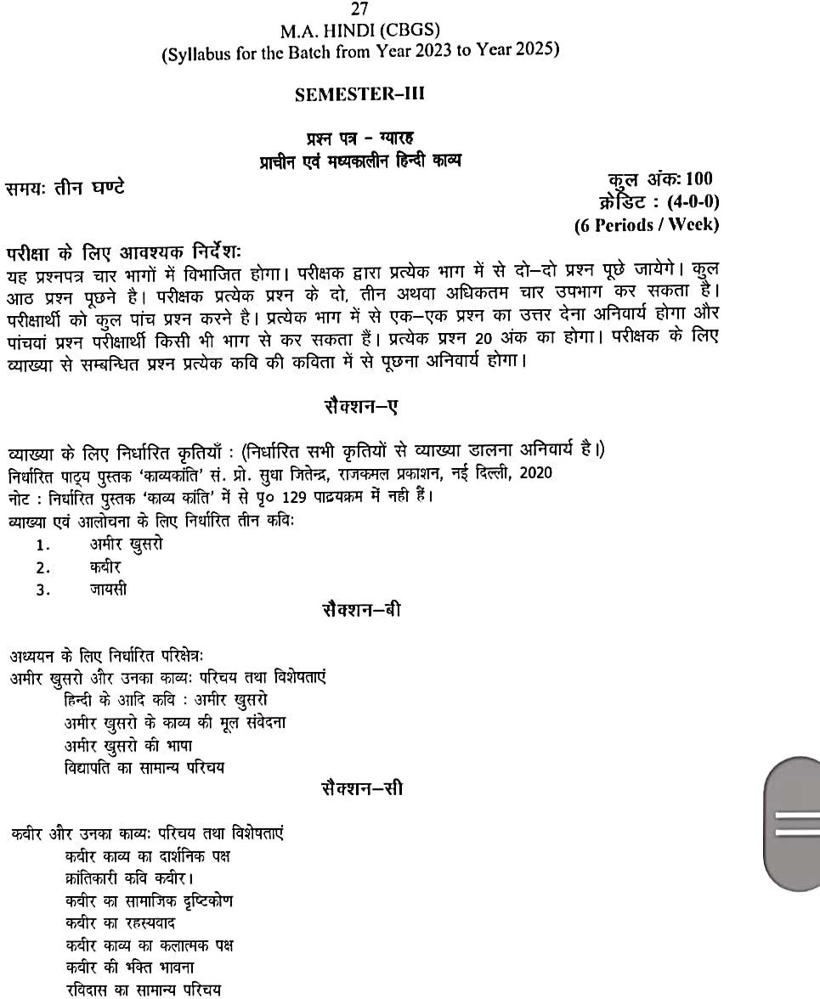 27
M.A. HINDI (CBGS)
(Syllabus for the Batch from Year 2023 to Year 2025)
SEMESTER–III
प्रश्न पत्र – ग्यारह
प्राचीन एवं मध्यकालीन हिन्दी काव्य
समयः तीन घण्टे
कुल अंक: 100
क्रेडिट : (4-0-0)
(6 Periods / Week)
परीक्षा के लिए आवश्यक निर्देशः
यह प्रश्नपत्र चार भागों में विभाजित होगा। परीक्षक द्वारा प्रत्येक भाग में से दो–दो प्रश्न पूछे जायेगे। कुल
आठ प्रश्न पूछने है। परीक्षक प्रत्येक प्रश्न के दो, तीन अथवा अधिकतम चार उपभाग कर सकता है।
परीक्षार्थी को कुल पांच प्रश्न करने है। प्रत्येक भाग में से एक–एक प्रश्न का उत्तर देना अनिवार्य होगा और
पांचवां प्रश्न परीक्षार्थी किसी भी भाग से कर सकता हैं। प्रत्येक प्रश्न 20 अंक का होगा। परीक्षक के लिए
व्याख्या से सम्बन्धित प्रश्न प्रत्येक कवि की कविता में से पूछना अनिवार्य होगा।
सैक्शन–ए
व्याख्या के लिए निर्धारित कृतियाँ : (निर्धारित सभी कृतियों से व्याख्या डालना अनिवार्य है।)
निर्धारित पाठ्य पुस्तक ‘काव्यकांति’ सं. प्रो. सुधा जितेन्द्र, राजकमल प्रकाशन, नई दिल्ली, 2020
नोट : निर्धारित पुस्तक ‘काव्य कांति’ में से पृ० 129 पाठ्यक्रम में नही हैं।
व्याख्या एवं आलोचना के लिए निर्धारित तीन कविः
1. अमीर खुसरो
2. कबीर
3. जायसी
सैक्शन–बी
अध्ययन के लिए निर्धारित परिक्षेत्रः
अमीर खुसरो और उनका काव्यः परिचय तथा विशेषताएं
हिन्दी के आदि कवि : अमीर खुसरो
अमीर खुसरो के काव्य की मूल संवेदना
अमीर खुसरो की भाषा
विद्यापति का सामान्य परिचय
सैक्शन–सी
कबीर और उनका काव्यः परिचय तथा विशेषताएं
कबीर काव्य का दार्शनिक पक्ष
क्रांतिकारी कवि कबीर।
कबीर का सामाजिक दृष्टिकोण
कबीर का रहस्यवाद
कबीर काव्य का कलात्मक पक्ष
कबीर की भक्ति भावना
रविदास का सामान्य परिचय